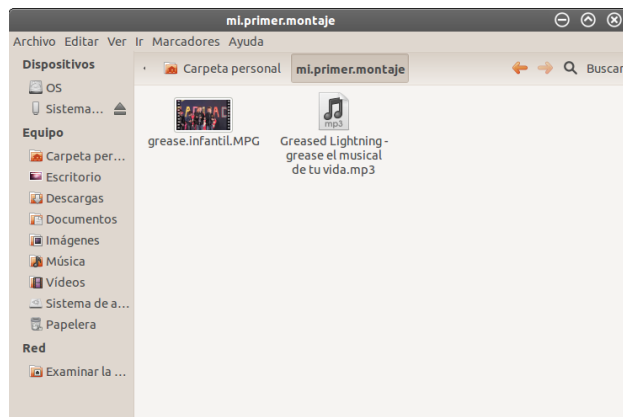 mi.primer.montaje
Archivo Editar Ver Ir Marcadores Ayuda
Dispositivos
OS
Sistema...
Equipo
Carpeta per...
Escritorio
Descargas
Documentos
Imágenes
Música
Vídeos
Sistema de a...
Papelera
Red
Examinar la ...
Carpeta personal mi.primer.montaje Buscar
grease.infantil.MPG
mp3
Greased Lightning -
grease el musical
de tu vida.mp3